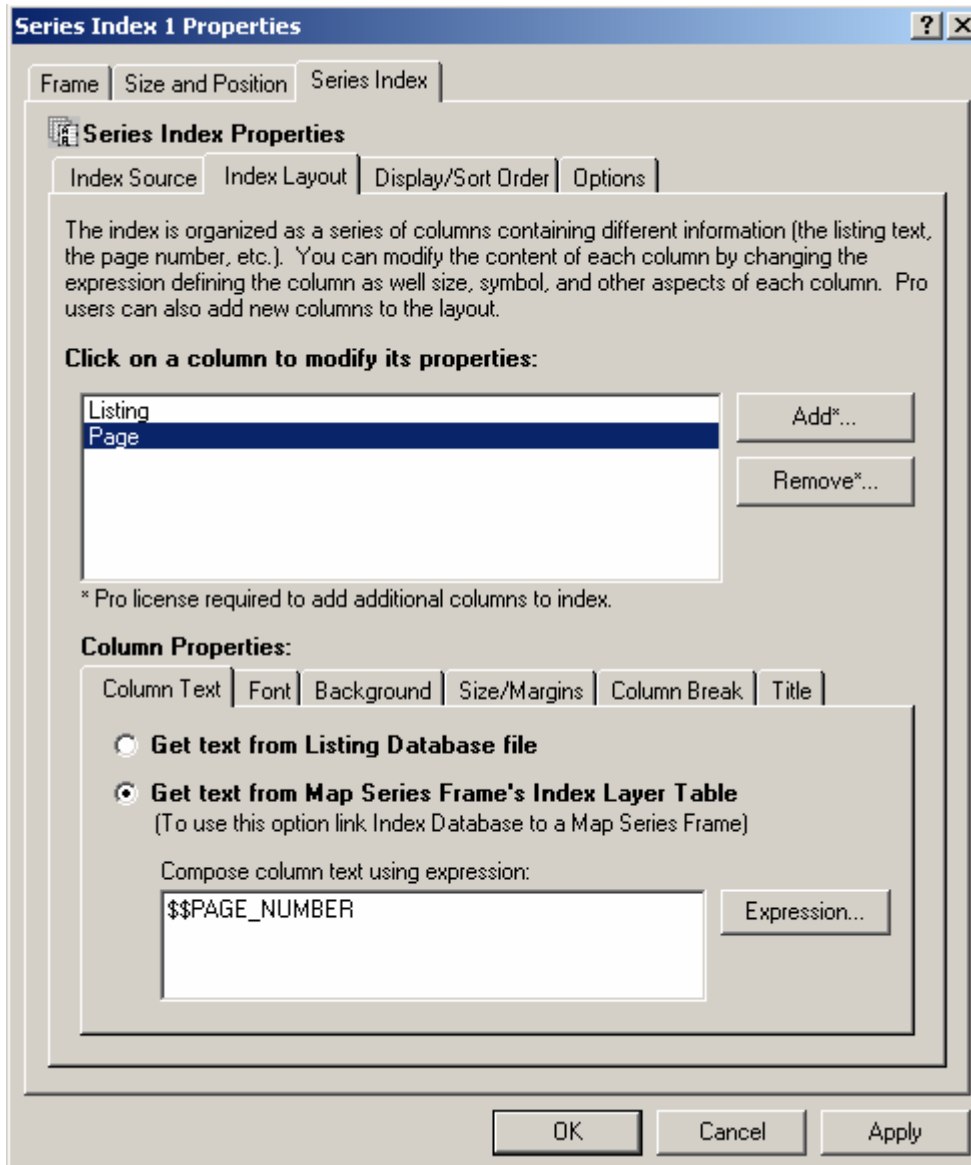 Series Index 1 Properties
Frame Size and Position Series Index
Series Index Properties
Index Source Index Layout Display/Sort Order Options
The index is organized as a series of columns containing different information (the listing text,
the page number, etc.). You can modify the content of each column by changing the
expression defining the column as well size, symbol, and other aspects of each column. Pro
users can also add new columns to the layout.
Click on a column to modify its properties:
Listing
Page
Add*...
Remove*...
* Pro license required to add additional columns to index.
Column Properties:
Column Text Font Background Size/Margins Column Break Title
Get text from Listing Database file
Get text from Map Series Frame's Index Layer Table
(To use this option link Index Database to a Map Series Frame)
Compose column text using expression:
$$PAGE_NUMBER
Expression...
OK Cancel Apply